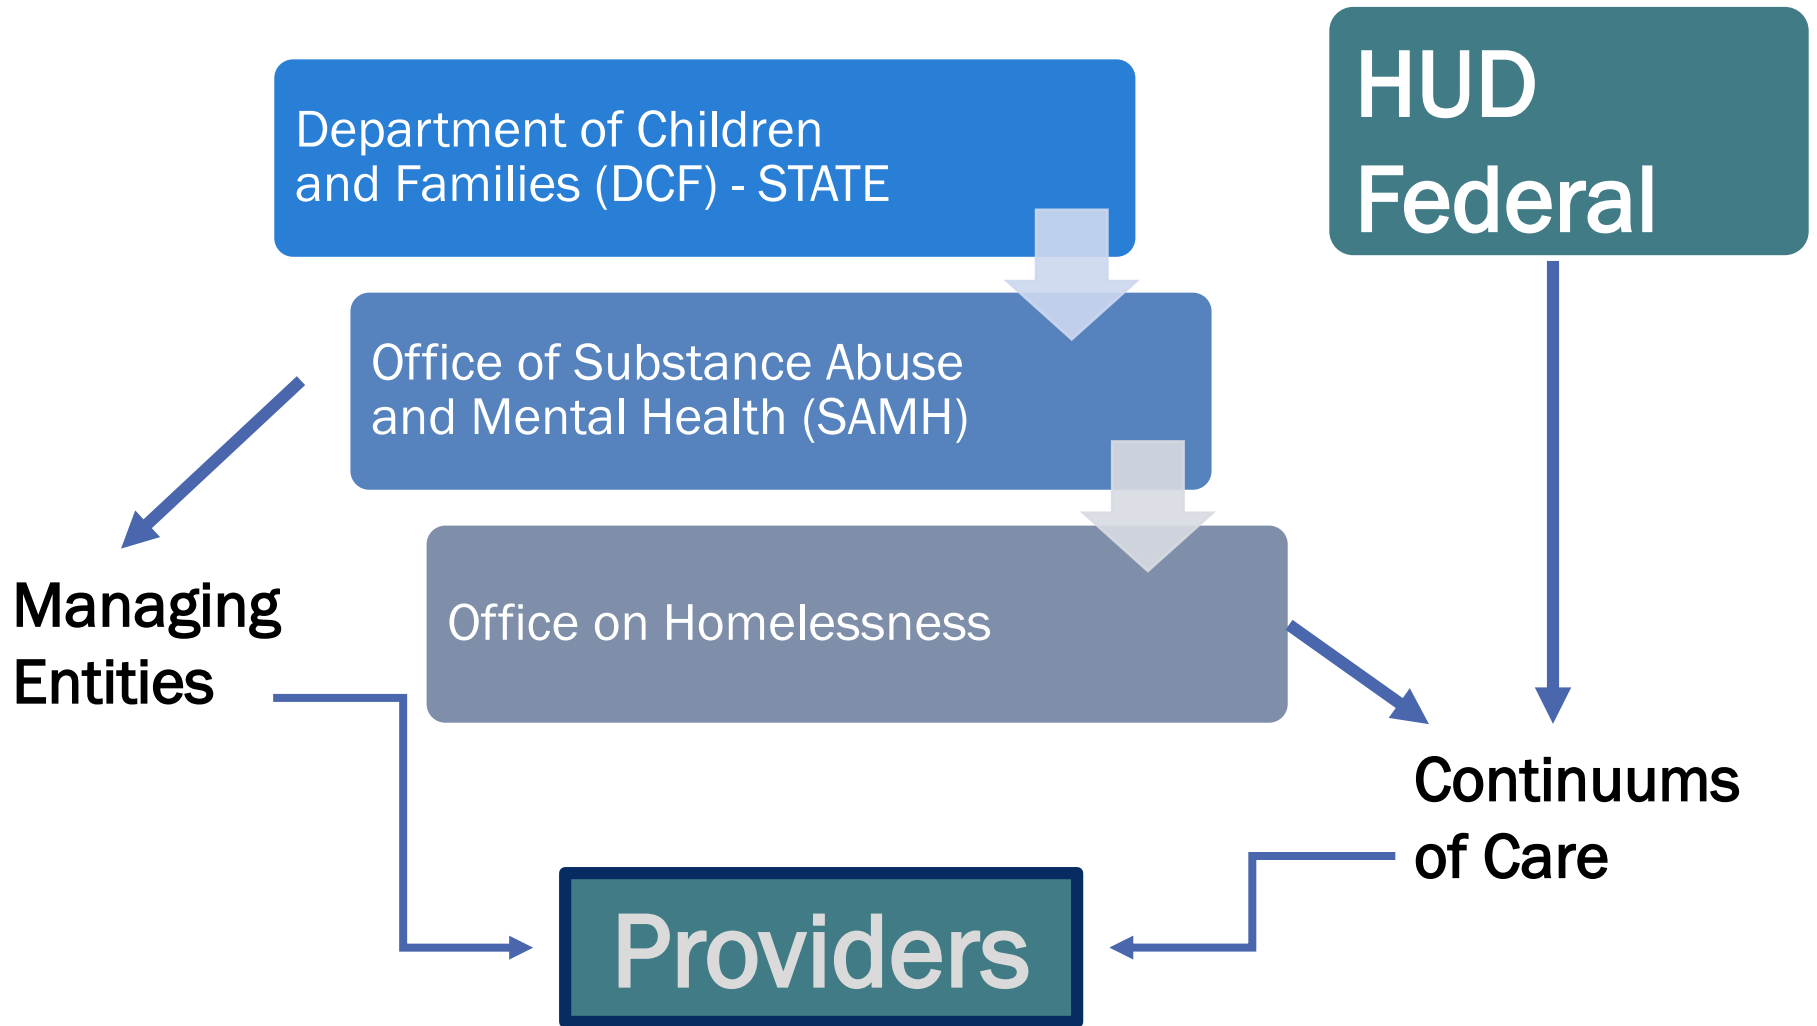 Department of Children
and Families (DCF) - STATE
HUD
Federal
Office of Substance Abuse
and Mental Health (SAMH)
Managing
Entities
Office on Homelessness
Continuums
of Care
Providers